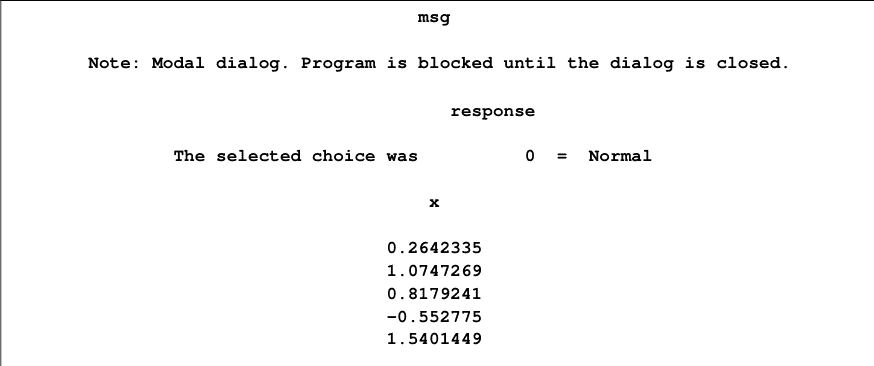 msg
Note: Modal dialog. Program is blocked until the dialog is closed.
response
The selected choice was 0 = Normal
x
0.2642335
1.0747269
0.8179241
-0.552775
1.5401449